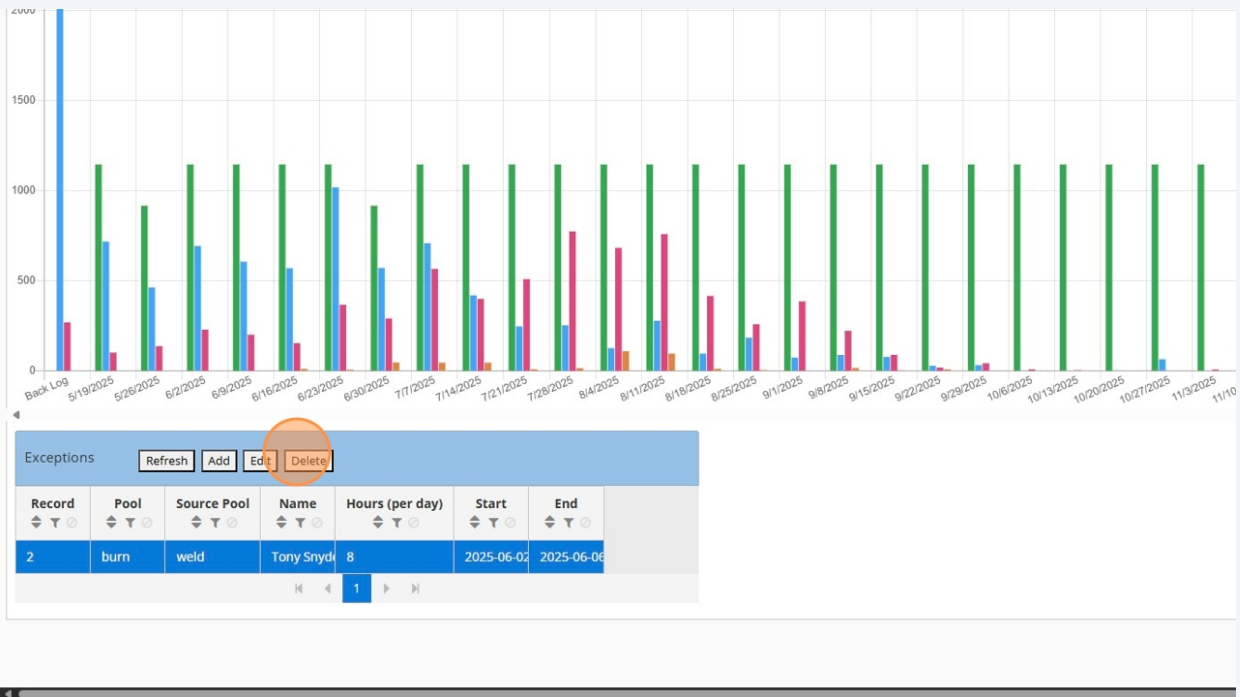 2000
1500
1000
500
0
Back Log 5/19/2025 5/26/2025 6/2/2025 6/9/2025 6/16/2025 6/23/2025 6/30/2025 7/7/2025 7/14/2025 7/21/2025 7/28/2025 8/4/2025 8/11/2025 8/18/2025 8/25/2025 9/1/2025 9/8/2025 9/15/2025 9/22/2025 9/29/2025 10/6/2025 10/13/2025 10/20/2025 10/27/2025 11/3/2025 11/10
Exceptions Refresh Add Edit Delete
Record Pool Source Pool Name Hours (per day) Start End
2 burn weld Tony Snyde 8 2025-06-02 2025-06-06
1